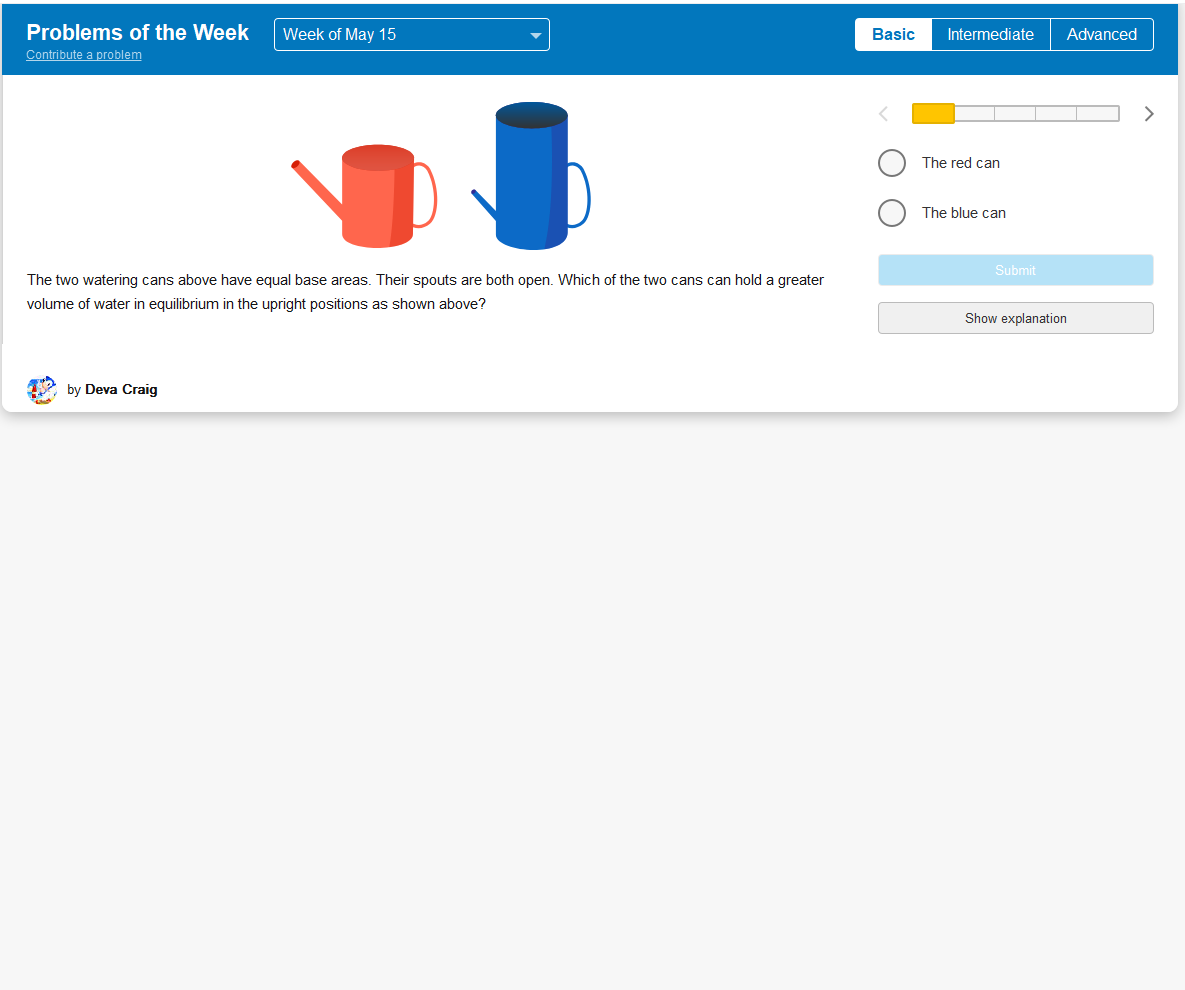 Problems of the Week
Contribute a problem
Week of May 15
Basic
Intermediate
Advanced
The red can
The blue can
Submit
Show explanation
The two watering cans above have equal base areas. Their spouts are both open. Which of the two cans can hold a greater
volume of water in equilibrium in the upright positions as shown above?
by Deva Craig